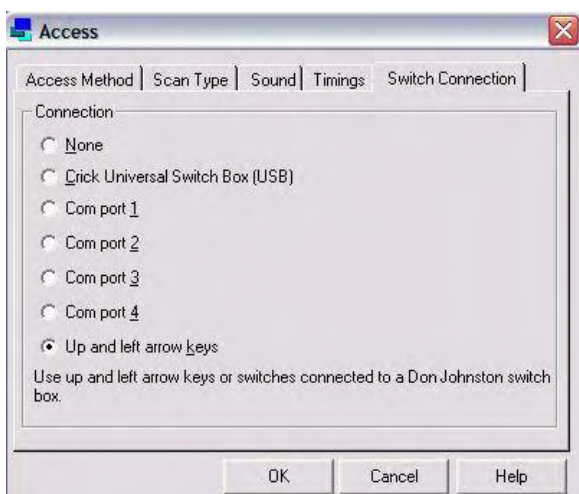 Access
Access Method Scan Type Sound Timings Switch Connection
Connection
None
Crick Universal Switch Box (USB)
Com port 1
Com port 2
Com port 3
Com port 4
Up and left arrow keys
Use up and left arrow keys or switches connected to a Don Johnston switch
box.
OK Cancel Help